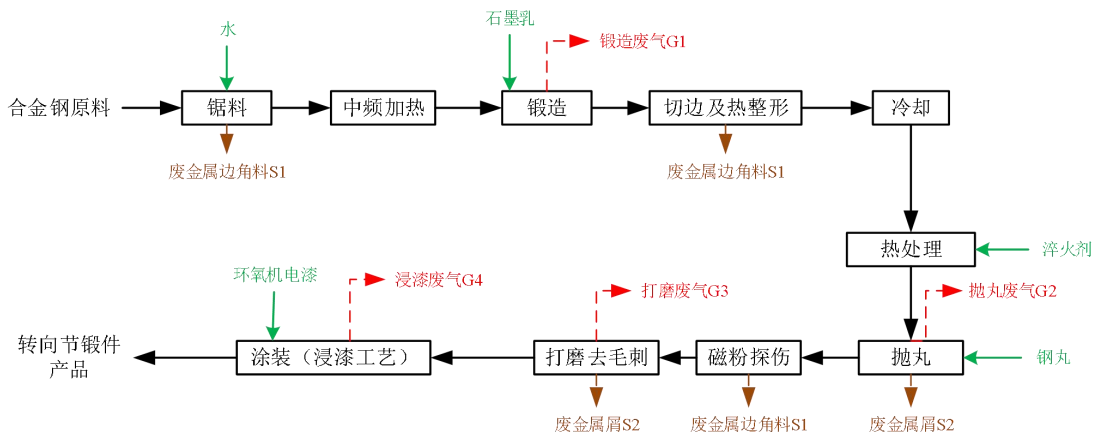 水
石墨乳
锻造废气G1
合金钢原料
锯料
中频加热
锻造
切边及热整形
冷却
废金属边角料S1
废金属边角料S1
热处理
淬火剂
环氧机电漆
浸漆废气G4
打磨废气G3
抛丸废气G2
转向节锻件
产品
涂装（浸漆工艺）
打磨去毛刺
磁粉探伤
抛丸
钢丸
废金属屑S2
废金属边角料S1
废金属屑S2